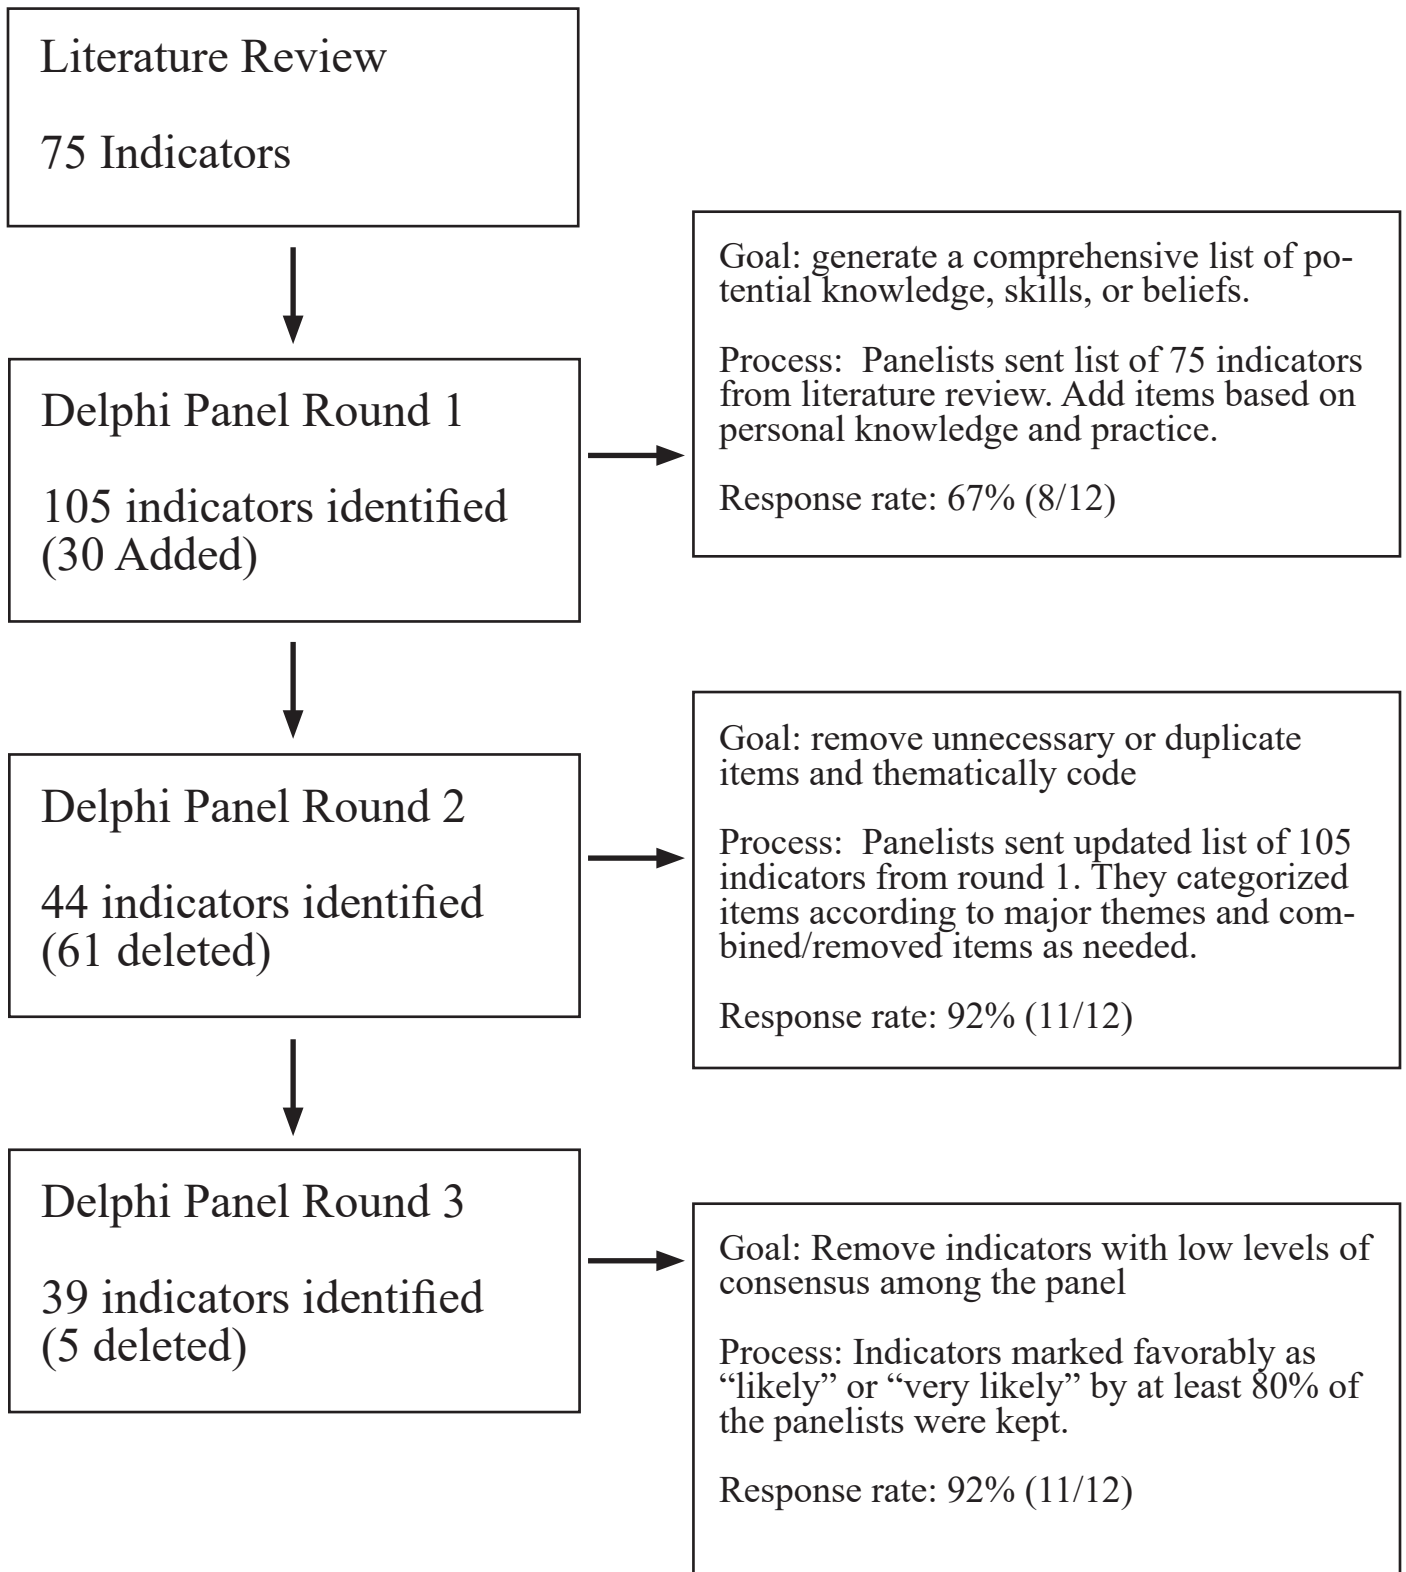 Literature Review
75 Indicators
Delphi Panel Round 1
105 indicators identified
(30 Added)
Goal: generate a comprehensive list of po-
tential knowledge, skills, or beliefs.
Process:  Panelists sent list of 75 indicators
from literature review. Add items based on
personal knowledge and practice.
Response rate: 67% (8/12)
Delphi Panel Round 2
44 indicators identified
(61 deleted)
Goal: remove unnecessary or duplicate
items and thematically code
Process:  Panelists sent updated list of 105
indicators from round 1. They categorized
items according to major themes and com-
bined/removed items as needed.
Response rate: 92% (11/12)
Delphi Panel Round 3
39 indicators identified
(5 deleted)
Goal: Remove indicators with low levels of
consensus among the panel
Process: Indicators marked favorably as
“likely” or “very likely” by at least 80% of
the panelists were kept.
Response rate: 92% (11/12)